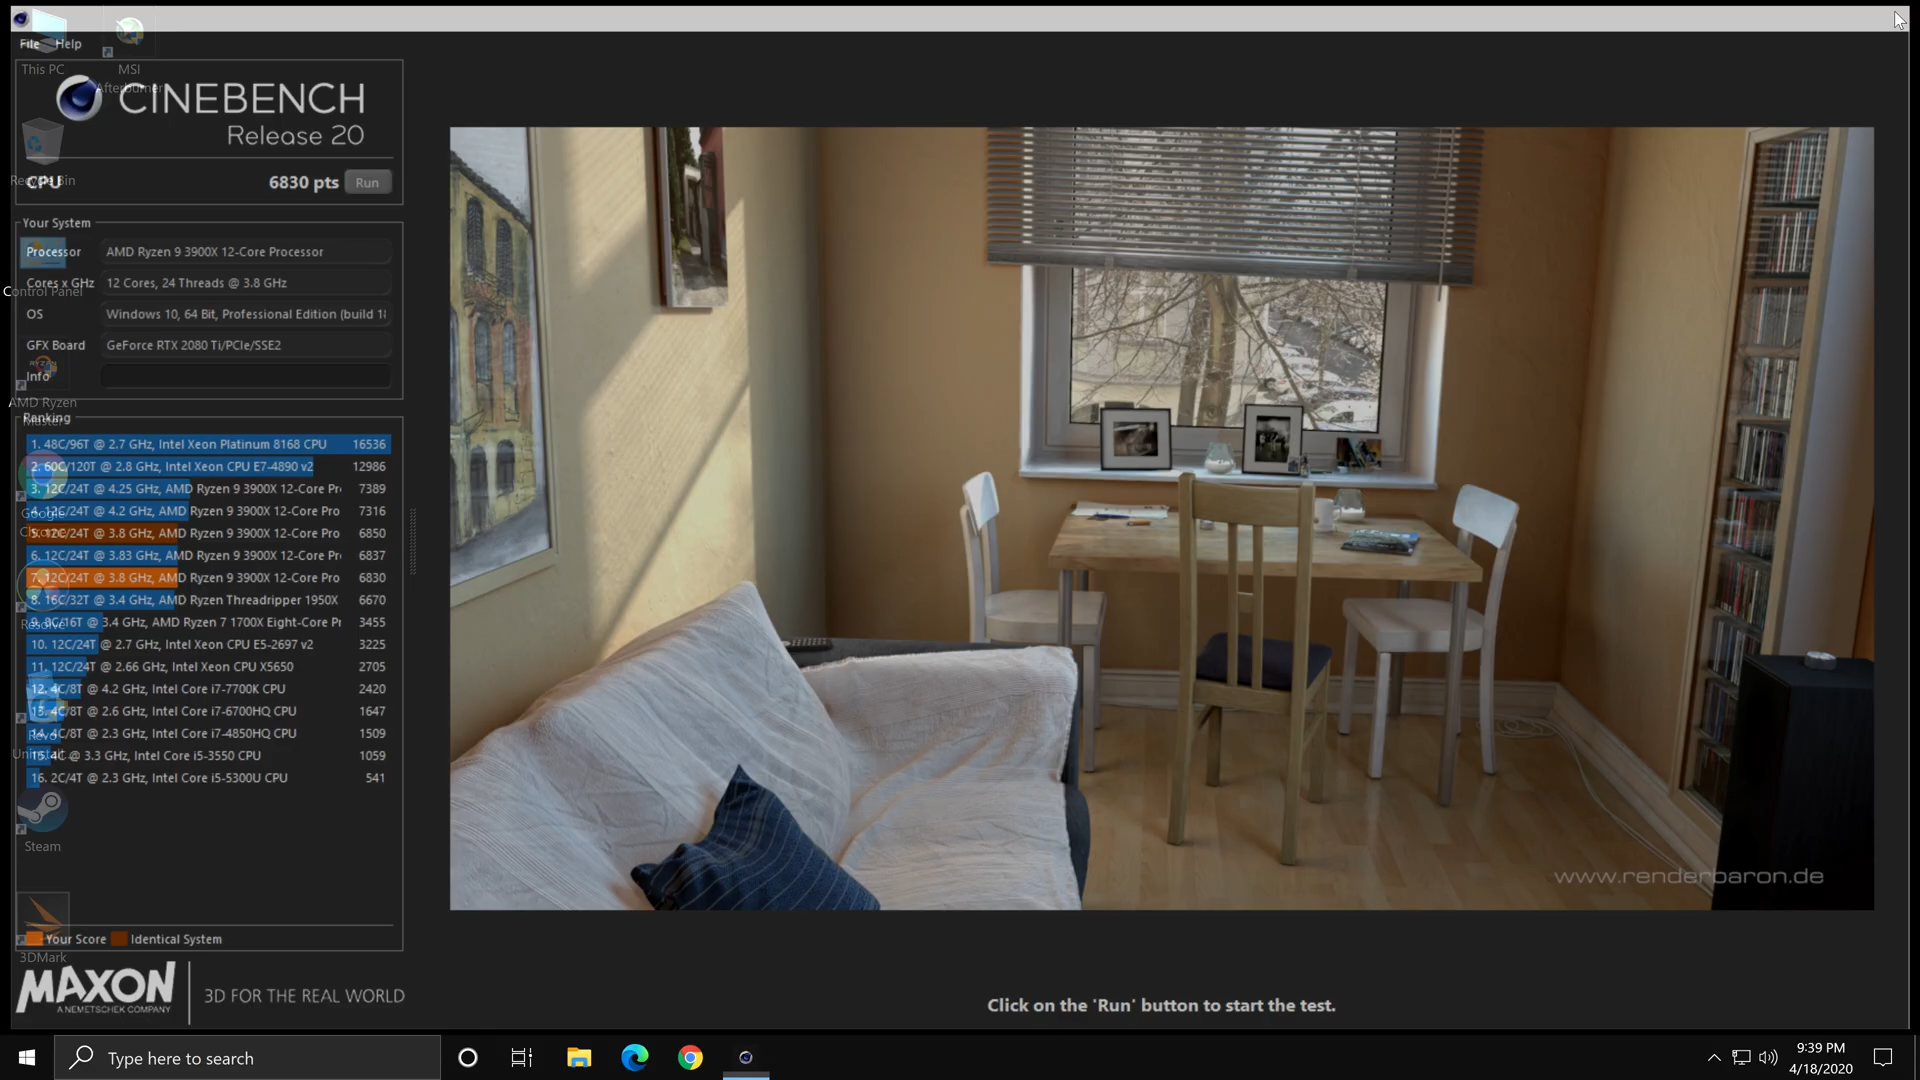 File Help
This PC
MSI
Afterburner
CINEBENCH
Release 20
Recycle Bin
CPU 6830 pts Run
Your System
Processor AMD Ryzen 9 3900X 12-Core Processor
Cores x GHz 12 Cores, 24 Threads @ 3.8 GHz
Control Panel
OS Windows 10, 64 Bit, Professional Edition (build 18
GFX Board GeForce RTX 2080 Ti/PCIe/SSE2
Info
AMD Ryzen
Ranking
1. 48C/96T @ 2.7 GHz, Intel Xeon Platinum 8168 CPU 16536
2. 60C/120T @ 2.8 GHz, Intel Xeon CPU E7-4890 v2 12986
3. 12C/24T @ 4.25 GHz, AMD Ryzen 9 3900X 12-Core Pr 7389
4. 12C/24T @ 4.2 GHz, AMD Ryzen 9 3900X 12-Core Pro 7316
Google
Chrome
5. 12C/24T @ 3.8 GHz, AMD Ryzen 9 3900X 12-Core Pro 6850
6. 12C/24T @ 3.83 GHz, AMD Ryzen 9 3900X 12-Core Pr 6837
7. 12C/24T @ 3.8 GHz, AMD Ryzen 9 3900X 12-Core Pro 6830
8. 16C/32T @ 3.4 GHz, AMD Ryzen Threadripper 1950X 6670
9. 8C/16T @ 3.4 GHz, AMD Ryzen 7 1700X Eight-Core Pr 3455
Resolve
10. 12C/24T @ 2.7 GHz, Intel Xeon CPU E5-2697 v2 3225
11. 12C/24T @ 2.66 GHz, Intel Xeon CPU X5650 2705
12. 4C/8T @ 4.2 GHz, Intel Core i7-7700K CPU 2420
13. 4C/8T @ 2.6 GHz, Intel Core i7-6700HQ CPU 1647
14. 4C/8T @ 2.3 GHz, Intel Core i7-4850HQ CPU 1509
Revo
15. 4C @ 3.3 GHz, Intel Core i5-3550 CPU 1059
16. 2C/4T @ 2.3 GHz, Intel Core i5-5300U CPU 541
Steam
www.renderbaron.de
Your Score Identical System
3DMark
MAXON
A NEMETSCHEK COMPANY
3D FOR THE REAL WORLD
Click on the 'Run' button to start the test.
Type here to search
9:39 PM
4/18/2020